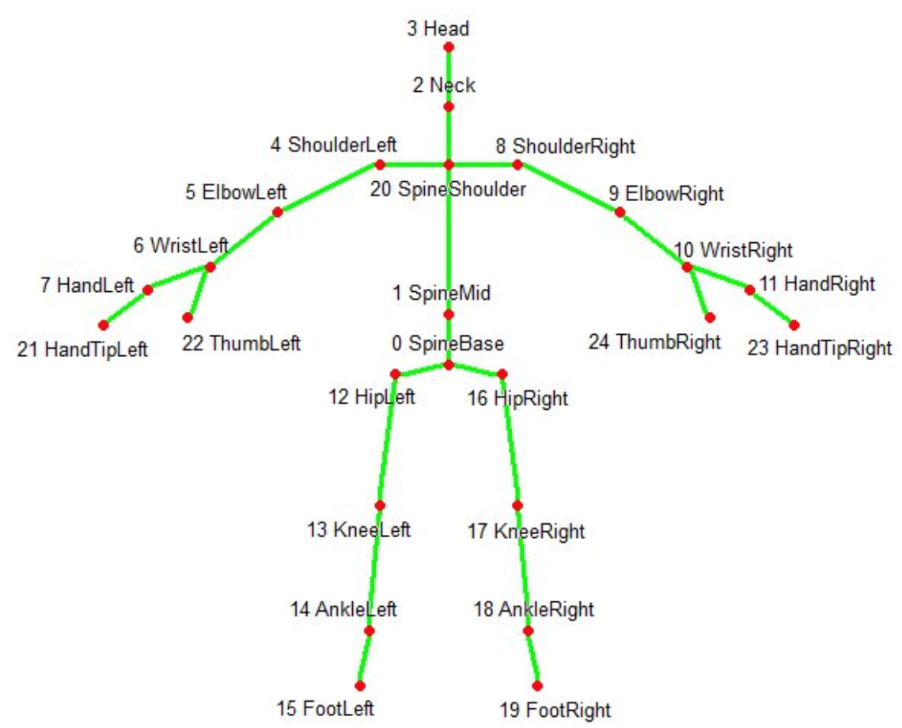 3 Head
2 Neck
4 ShoulderLeft
8 ShoulderRight
20 SpineShoulder
5 ElbowLeft
9 ElbowRight
6 WristLeft
10 WristRight
7 HandLeft
11 HandRight
1 SpineMid
21 HandTipLeft
22 ThumbLeft
0 SpineBase
24 ThumbRight
23 HandTipRight
12 HipLeft
16 HipRight
13 KneeLeft
17 KneeRight
14 AnkleLeft
18 AnkleRight
15 FootLeft
19 FootRight